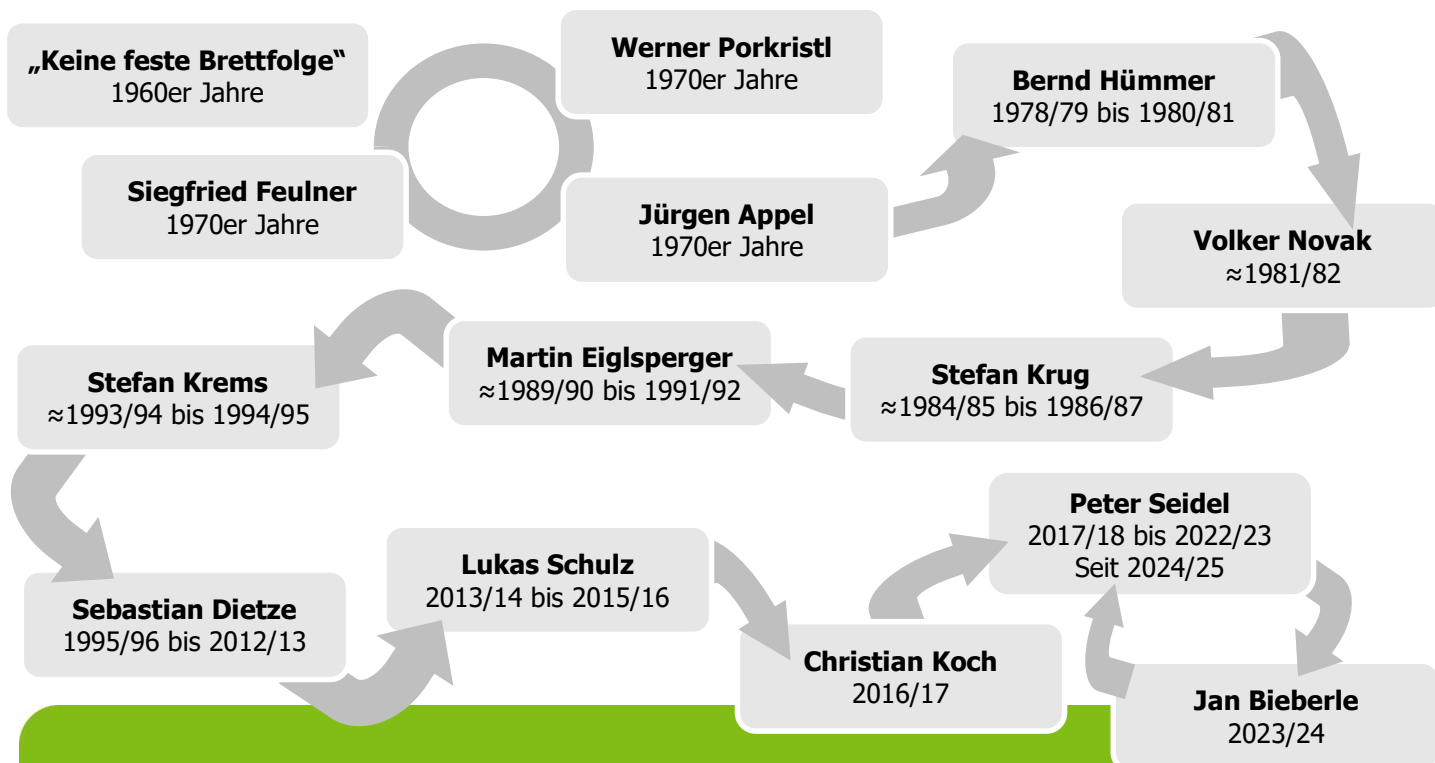 „Keine feste Brettfolge“
1960er Jahre
Werner Porkristl
1970er Jahre
Siegfried Feulner
1970er Jahre
Jürgen Appel
1970er Jahre
Bernd Hümmer
1978/79 bis 1980/81
Volker Novak
≈1981/82
Stefan Krug
≈1984/85 bis 1986/87
Martin Eiglsperger
≈1989/90 bis 1991/92
Stefan Krems
≈1993/94 bis 1994/95
Sebastian Dietze
1995/96 bis 2012/13
Lukas Schulz
2013/14 bis 2015/16
Christian Koch
2016/17
Peter Seidel
2017/18 bis 2022/23
Seit 2024/25
Jan Bieberle
2023/24